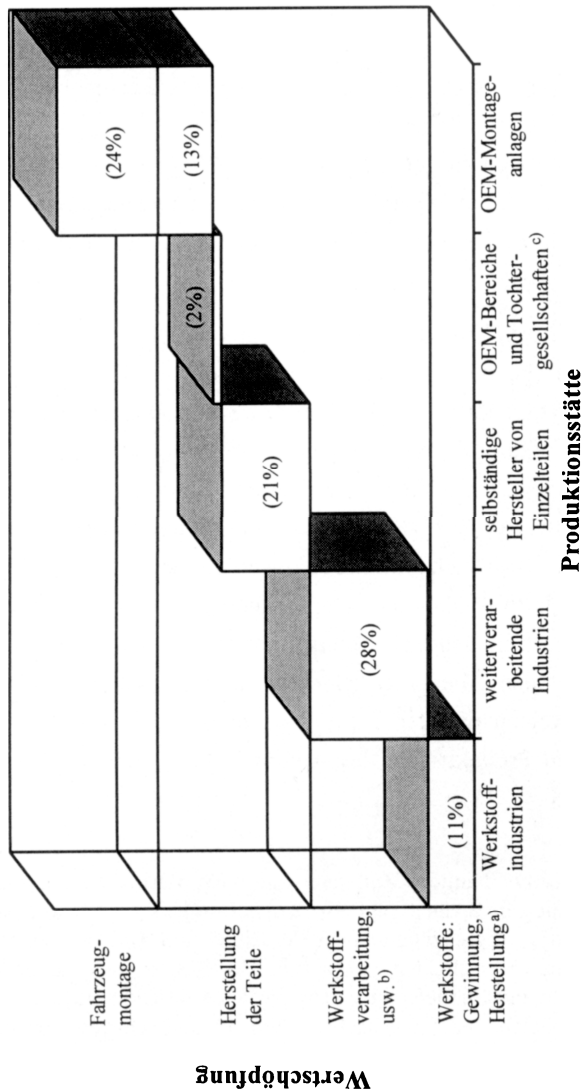 Wertschöpfung
Fahrzeug-
montage
Herstellung
der Teile
Werkstoff-
verarbeitung,
usw. b)
Werkstoffe:
Gewinnung,
Herstellung a)
(24%)
(13%)
(2%)
(21%)
(28%)
(11%)
Werkstoff-
industrien
weiterverar-
beitende
Industrien
selbständige
Hersteller von
Einzelteilen
OEM-Bereiche
und Tochter-
gesellschaften c)
OEM-Montage-
anlagen
Produktionsstätte